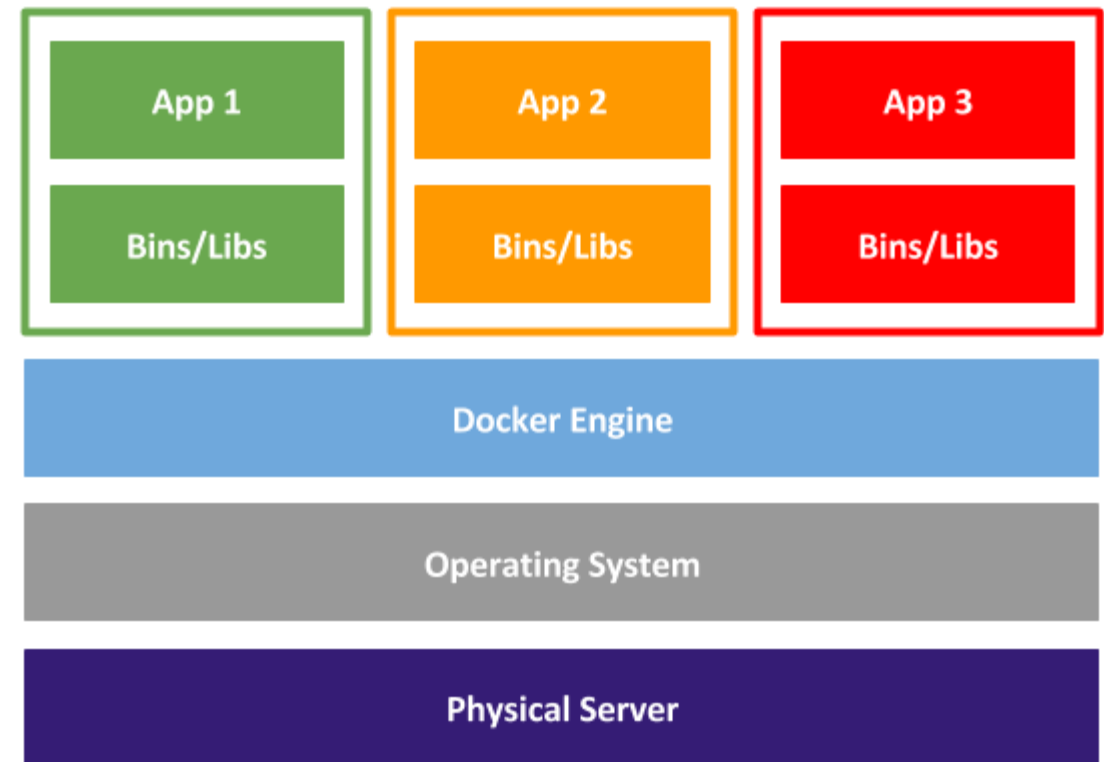 App 1
App 2
App 3
Bins/Libs
Bins/Libs
Bins/Libs
Docker Engine
Operating System
Physical Server